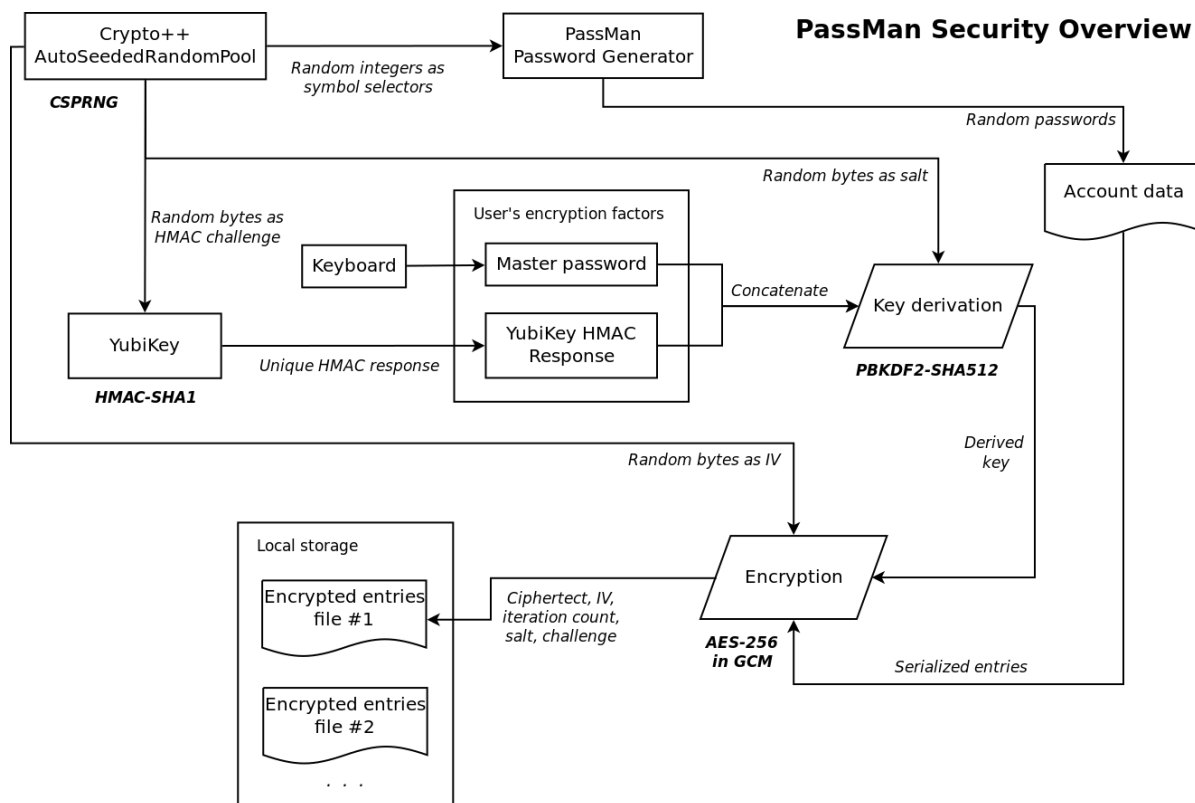 PassMan Security Overview
Crypto++
AutoSeededRandomPool
CSPRNG
Random integers as
symbol selectors
PassMan
Password Generator
Random passwords
Account data
Random bytes as salt
Random bytes as
HMAC challenge
User's encryption factors
Keyboard
Master password
YubiKey HMAC
Response
Concatenate
Key derivation
PBKDF2-SHA512
YubiKey
HMAC-SHA1
Unique HMAC response
Derived
key
Random bytes as IV
Encryption
AES-256
in GCM
Serialized entries
Ciphertect, IV,
iteration count,
salt, challenge
Local storage
Encrypted entries
file #1
Encrypted entries
file #2
. . .